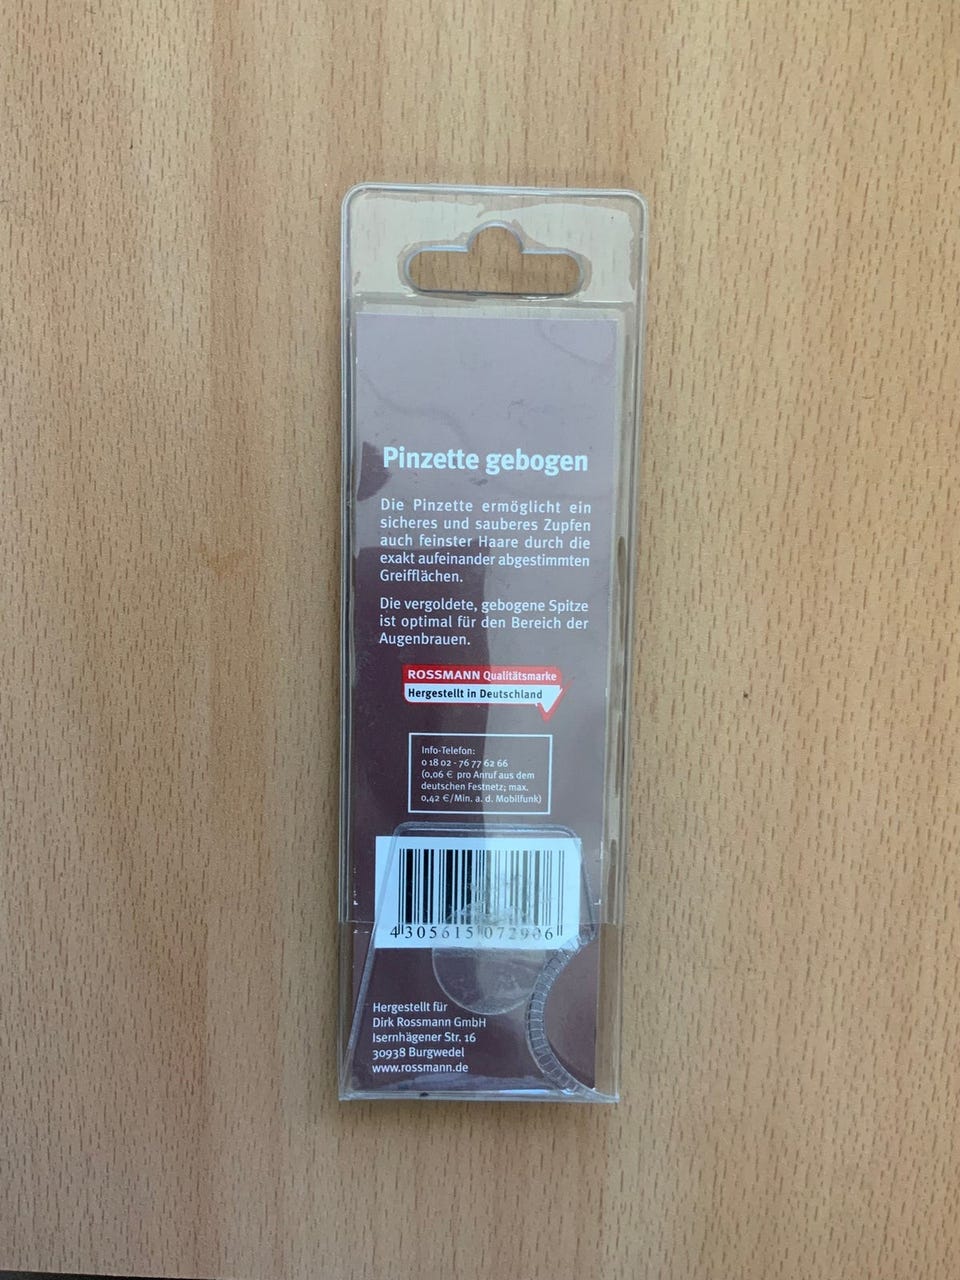 Pinzette gebogen
Die Pinzette ermöglicht ein
sicheres und sauberes Zupfen
auch feinster Haare durch die
exakt aufeinander abgestimmten
Greifflächen.
Die vergoldete, gebogene Spitze
ist optimal für den Bereich der
Augenbrauen.
ROSSMANN Qualitätsmarke
Hergestellt in Deutschland
Info-Telefon:
0 18 02 - 76 77 62 66
(0,06 € pro Anruf aus dem
deutschen Festnetz; max.
0,42 €/Min. a. d. Mobilfunk)
4 305615 072906
Hergestellt für
Dirk Rossmann GmbH
Isernhägener Str. 16
30938 Burgwedel
www.rossmann.de